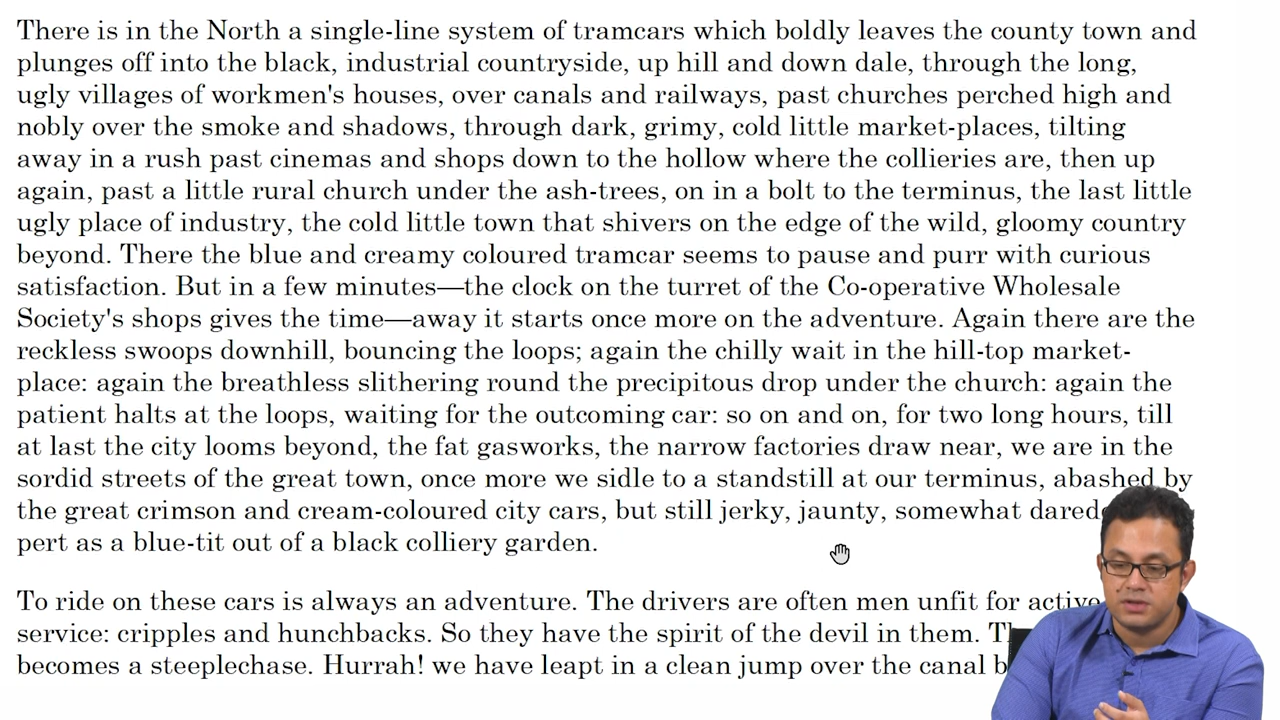 There is in the North a single-line system of tramcars which boldly leaves the county town and
plunges off into the black, industrial countryside, up hill and down dale, through the long,
ugly villages of workmen's houses, over canals and railways, past churches perched high and
nobly over the smoke and shadows, through dark, grimy, cold little market-places, tilting
away in a rush past cinemas and shops down to the hollow where the collieries are, then up
again, past a little rural church under the ash-trees, on in a bolt to the terminus, the last little
ugly place of industry, the cold little town that shivers on the edge of the wild, gloomy country
beyond. There the blue and creamy coloured tramcar seems to pause and purr with curious
satisfaction. But in a few minutes—the clock on the turret of the Co-operative Wholesale
Society's shops gives the time—away it starts once more on the adventure. Again there are the
reckless swoops downhill, bouncing the loops; again the chilly wait in the hill-top market-
place: again the breathless slithering round the precipitous drop under the church: again the
patient halts at the loops, waiting for the outcoming car: so on and on, for two long hours, till
at last the city looms beyond, the fat gasworks, the narrow factories draw near, we are in the
sordid streets of the great town, once more we sidle to a standstill at our terminus, abashed by
the great crimson and cream-coloured city cars, but still jerky, jaunty, somewhat
pert as a blue-tit out of a black colliery garden.
To ride on these cars is always an adventure. The drivers are often men unfit for active
service: cripples and hunchbacks. So they have the spirit of the devil in them.
becomes a steeplechase. Hurrah! we have leapt in a clean jump over the canal